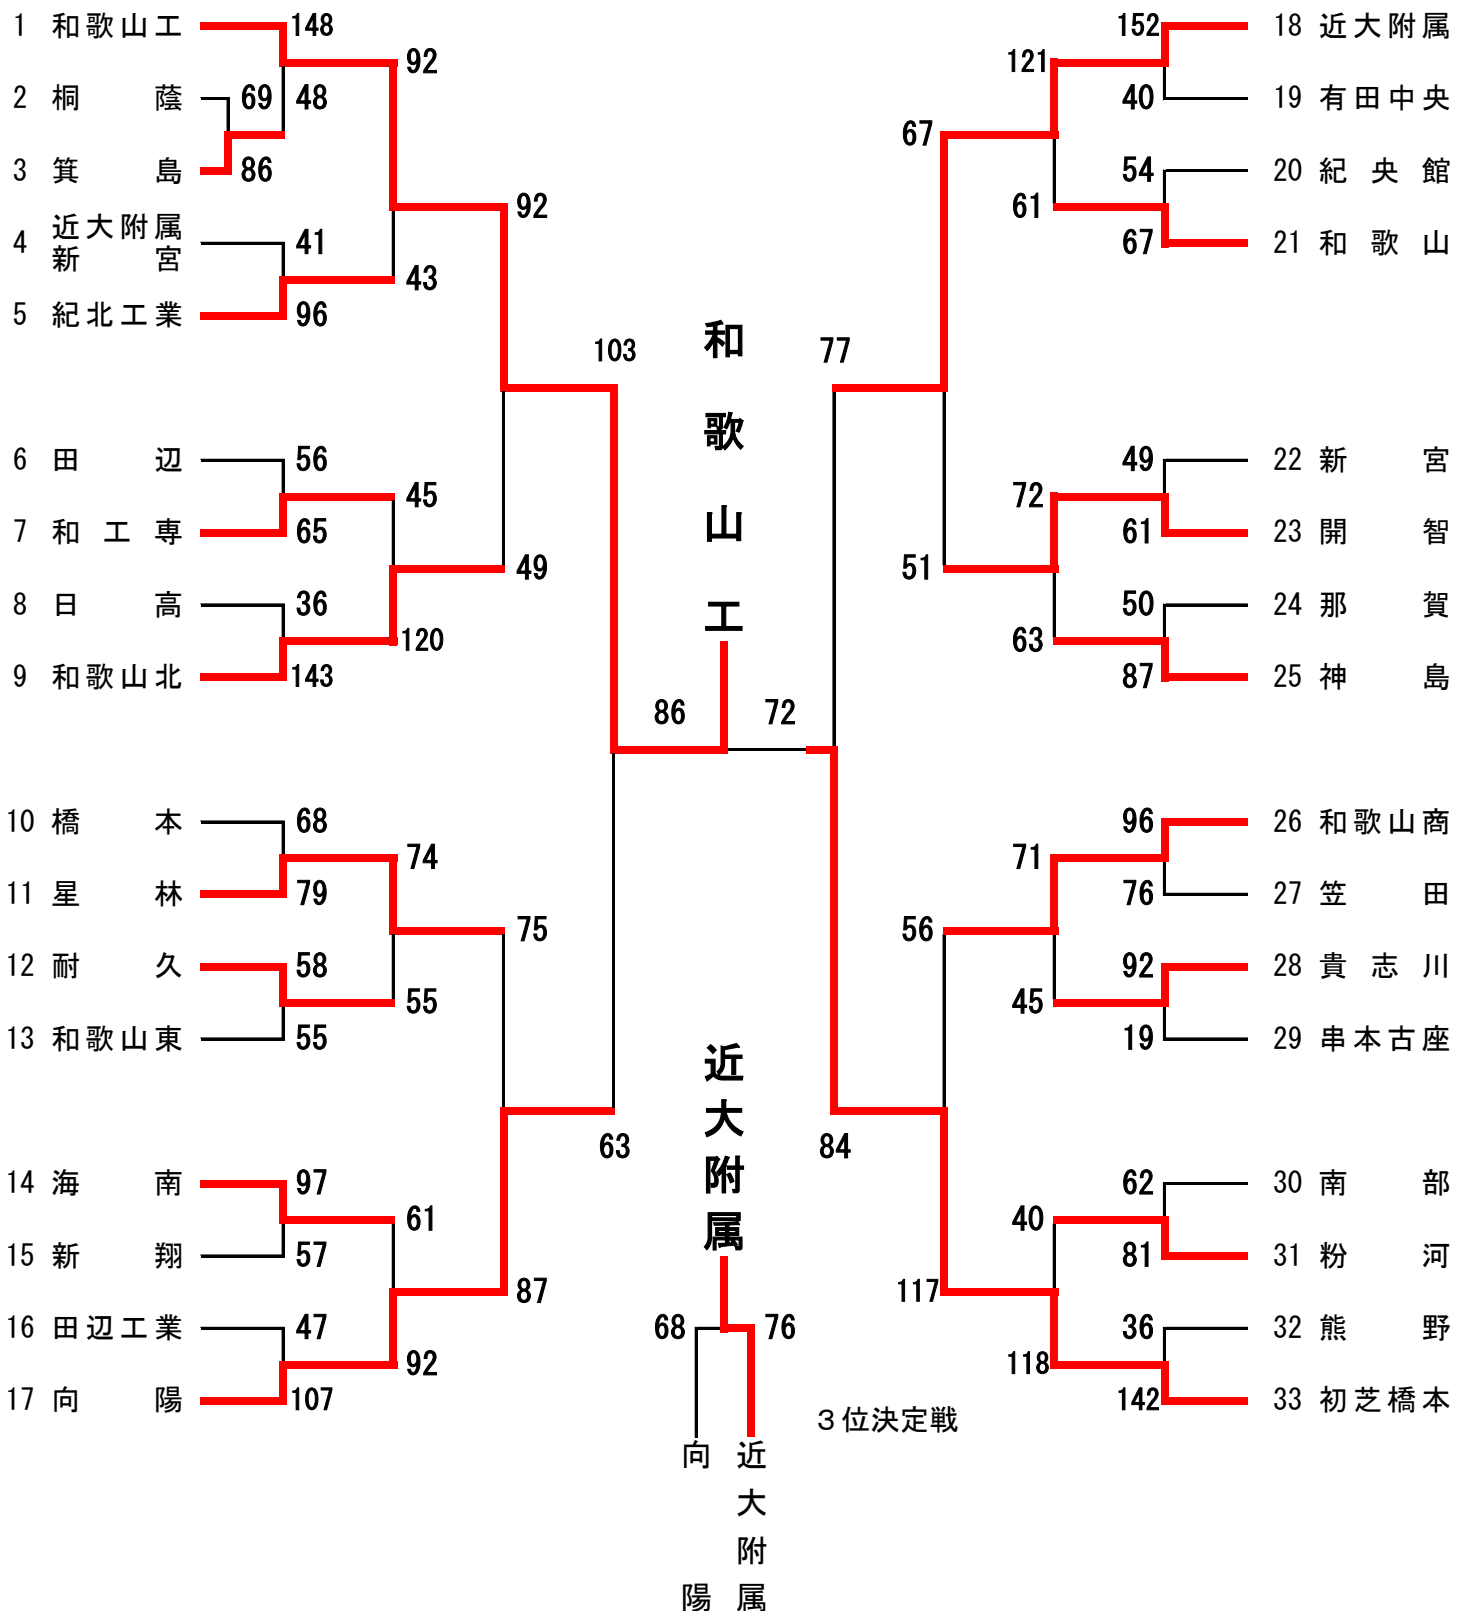 1 和歌山工 148
92
2 桐蔭 69 48
3 箕島 86
92
4 近大附属
新宮 41
43
5 紀北工業 96
103
6 田辺 56
45
7 和工専 65
49
8 日高 36
120
9 和歌山北 143
86
10 橋本 68
74
11 星林 79
75
12 耐久 58
55
13 和歌山東 55
63
14 海南 97
61
15 新翔 57
87
16 田辺工業 47
92
17 向陽 107
和歌山工
152 18 近大附属
121
40 19 有田中央
67
54 20 紀央館
61
67 21 和歌山
77
49 22 新宮
72
61 23 開智
51
50 24 那賀
63
87 25 神島
72
96 26 和歌山商
71
76 27 笠田
56
92 28 貴志川
45
19 29 串本古座
84
62 30 南部
40
81 31 粉河
117
36 32 熊野
118
142 33 初芝橋本
近大附属
68 76
３位決定戦
向陽
近大附属